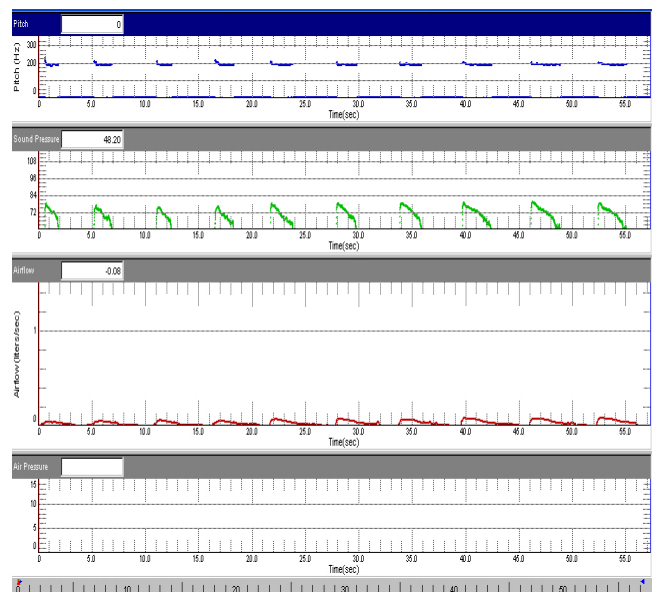 Pitch 0
Pitch (Hz)
300
200
0
0 5.0 10.0 15.0 20.0 25.0 30.0 35.0 40.0 45.0 50.0 55.0
Time(sec)
Sound Pressure 48.20
108
96
84
72
0 5.0 10.0 15.0 20.0 25.0 30.0 35.0 40.0 45.0 50.0 55.0
Time(sec)
Airflow -0.08
Airflow(liters/sec)
1
0
0 5.0 10.0 15.0 20.0 25.0 30.0 35.0 40.0 45.0 50.0 55.0
Time(sec)
Air Pressure
15
10
5
0
0 5.0 10.0 15.0 20.0 25.0 30.0 35.0 40.0 45.0 50.0 55.0
Time(sec)
0 10 20 30 40 50